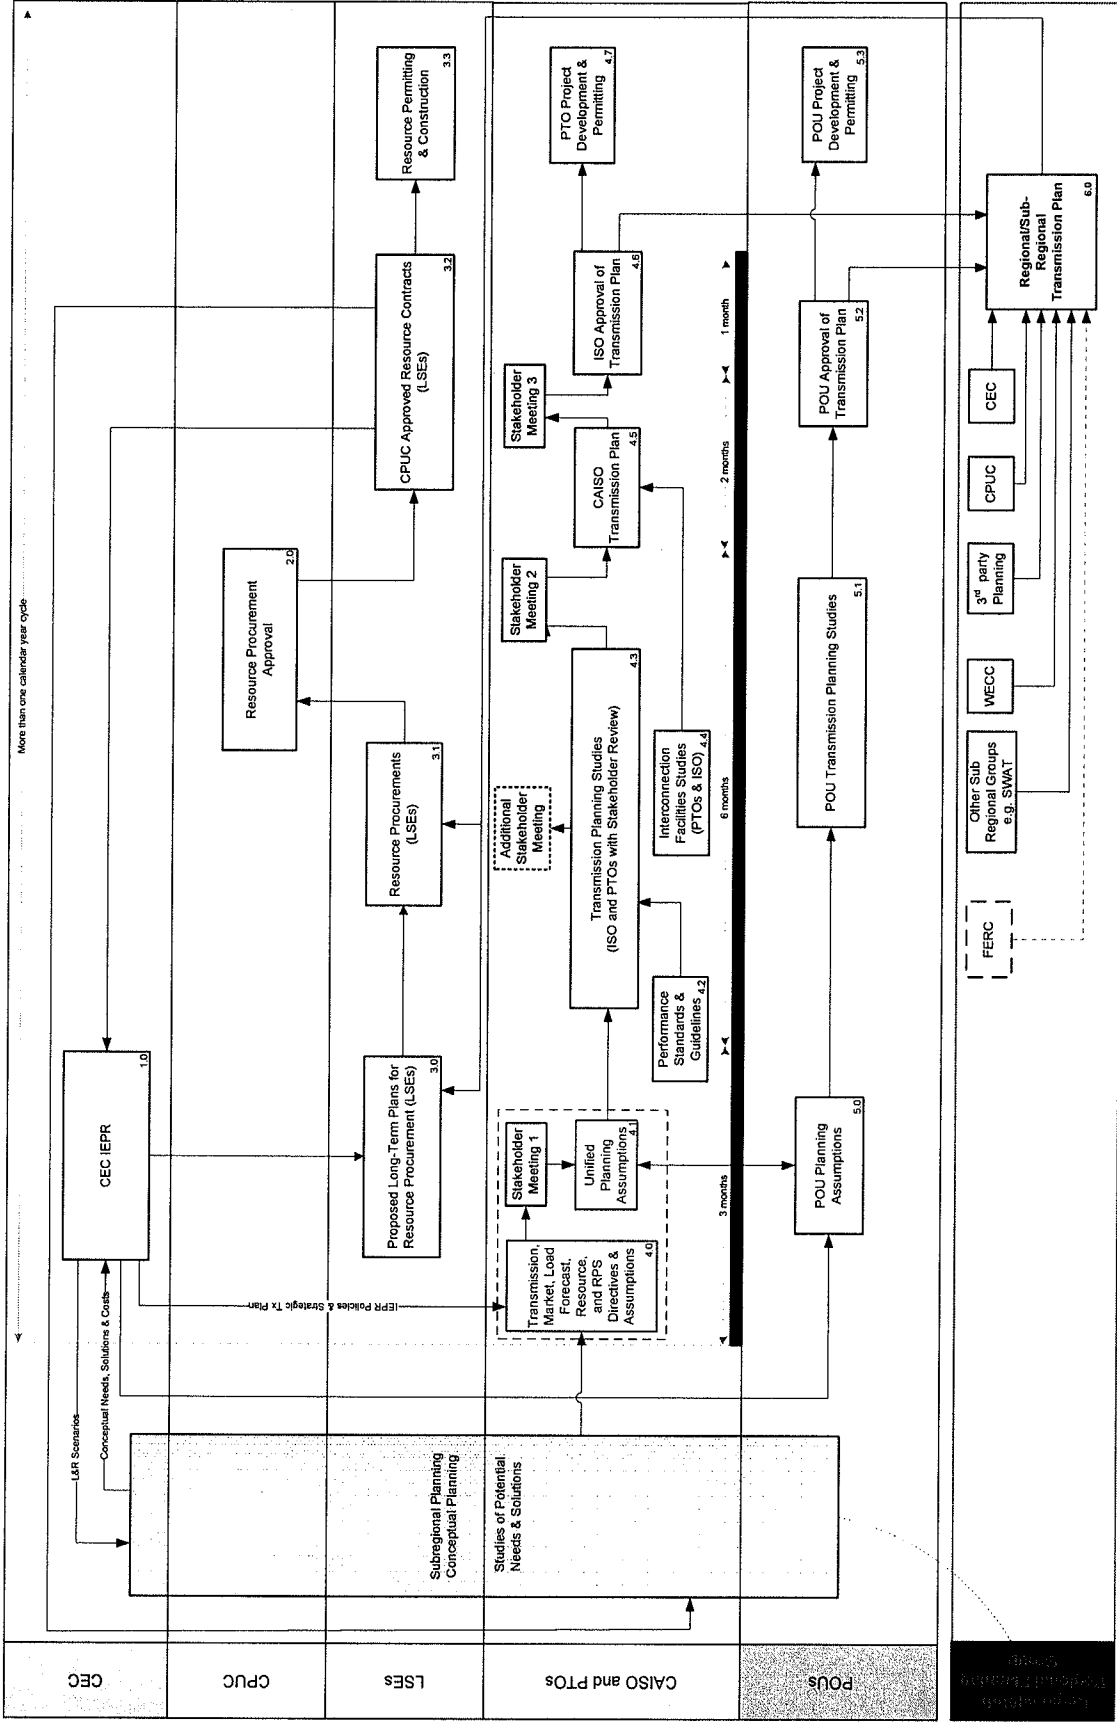 More than one calendar year cycle
CEC
CPUC
LSEs
CAISO and PTOs
POUs
L&R Scenarios
Conceptual Needs, Solutions & Costs
CEC IEPR
1.0
IEPR Policies & Strategic Tx Plan
Subregional Planning
Conceptual Planning
Studies of Potential
Needs & Solutions
Resource Procurement
Approval
2.0
Proposed Long-Term Plans for
Resource Procurement (LSEs)
3.0
Resource Procurements
(LSEs)
3.1
CPUC Approved Resource Contracts
(LSEs)
3.2
Resource Permitting
& Construction
3.3
Transmission,
Market, Load
Forecast,
Resource,
and RPS
Directives &
Assumptions
4.0
Stakeholder
Meeting 1
Unified
Planning
Assumptions
4.1
Performance
Standards &
Guidelines
4.2
Additional
Stakeholder
Meeting
Transmission Planning Studies
(ISO and PTOs with Stakeholder Review)
4.3
Interconnection
Facilities Studies
(PTOs & ISO)
4.4
Stakeholder
Meeting 2
CAISO
Transmission Plan
4.5
Stakeholder
Meeting 3
ISO Approval of
Transmission Plan
4.6
PTO Project
Development &
Permitting
4.7
3 months
6 months
2 months
1 month
POU Planning
Assumptions
5.0
POU Transmission Planning Studies
5.1
POU Approval of
Transmission Plan
5.2
POU Project
Development &
Permitting
5.3
FERC
Other Sub
Regional Groups
e.g. SWAT
WECC
3rd party
Planning
CPUC
CEC
Regional/Sub-
Regional
Transmission Plan
6.0